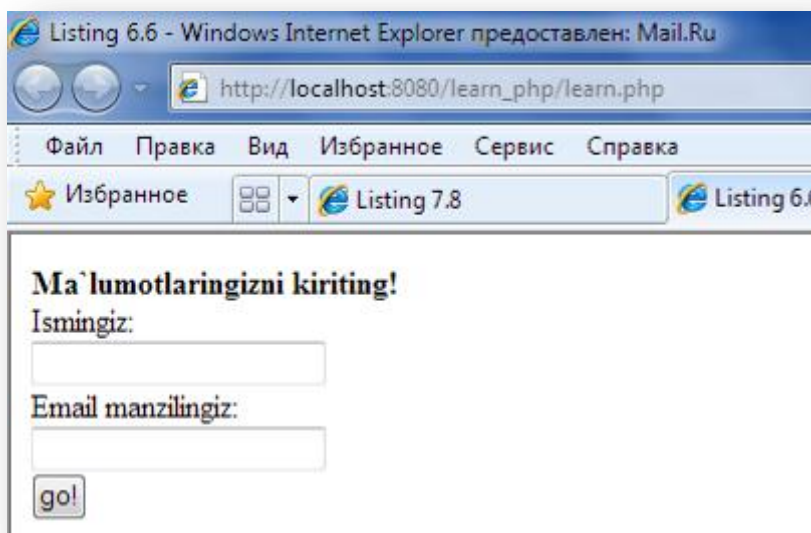 Listing 6.6 - Windows Internet Explorer предоставлен: Mail.Ru
http://localhost:8080/learn_php/learn.php
Файл Правка Вид Избранное Сервис Справка
Избранное Listing 7.8 Listing 6.6
Ma`lumotlaringizni kiriting!
Ismingiz:
Email manzilingiz:
go!